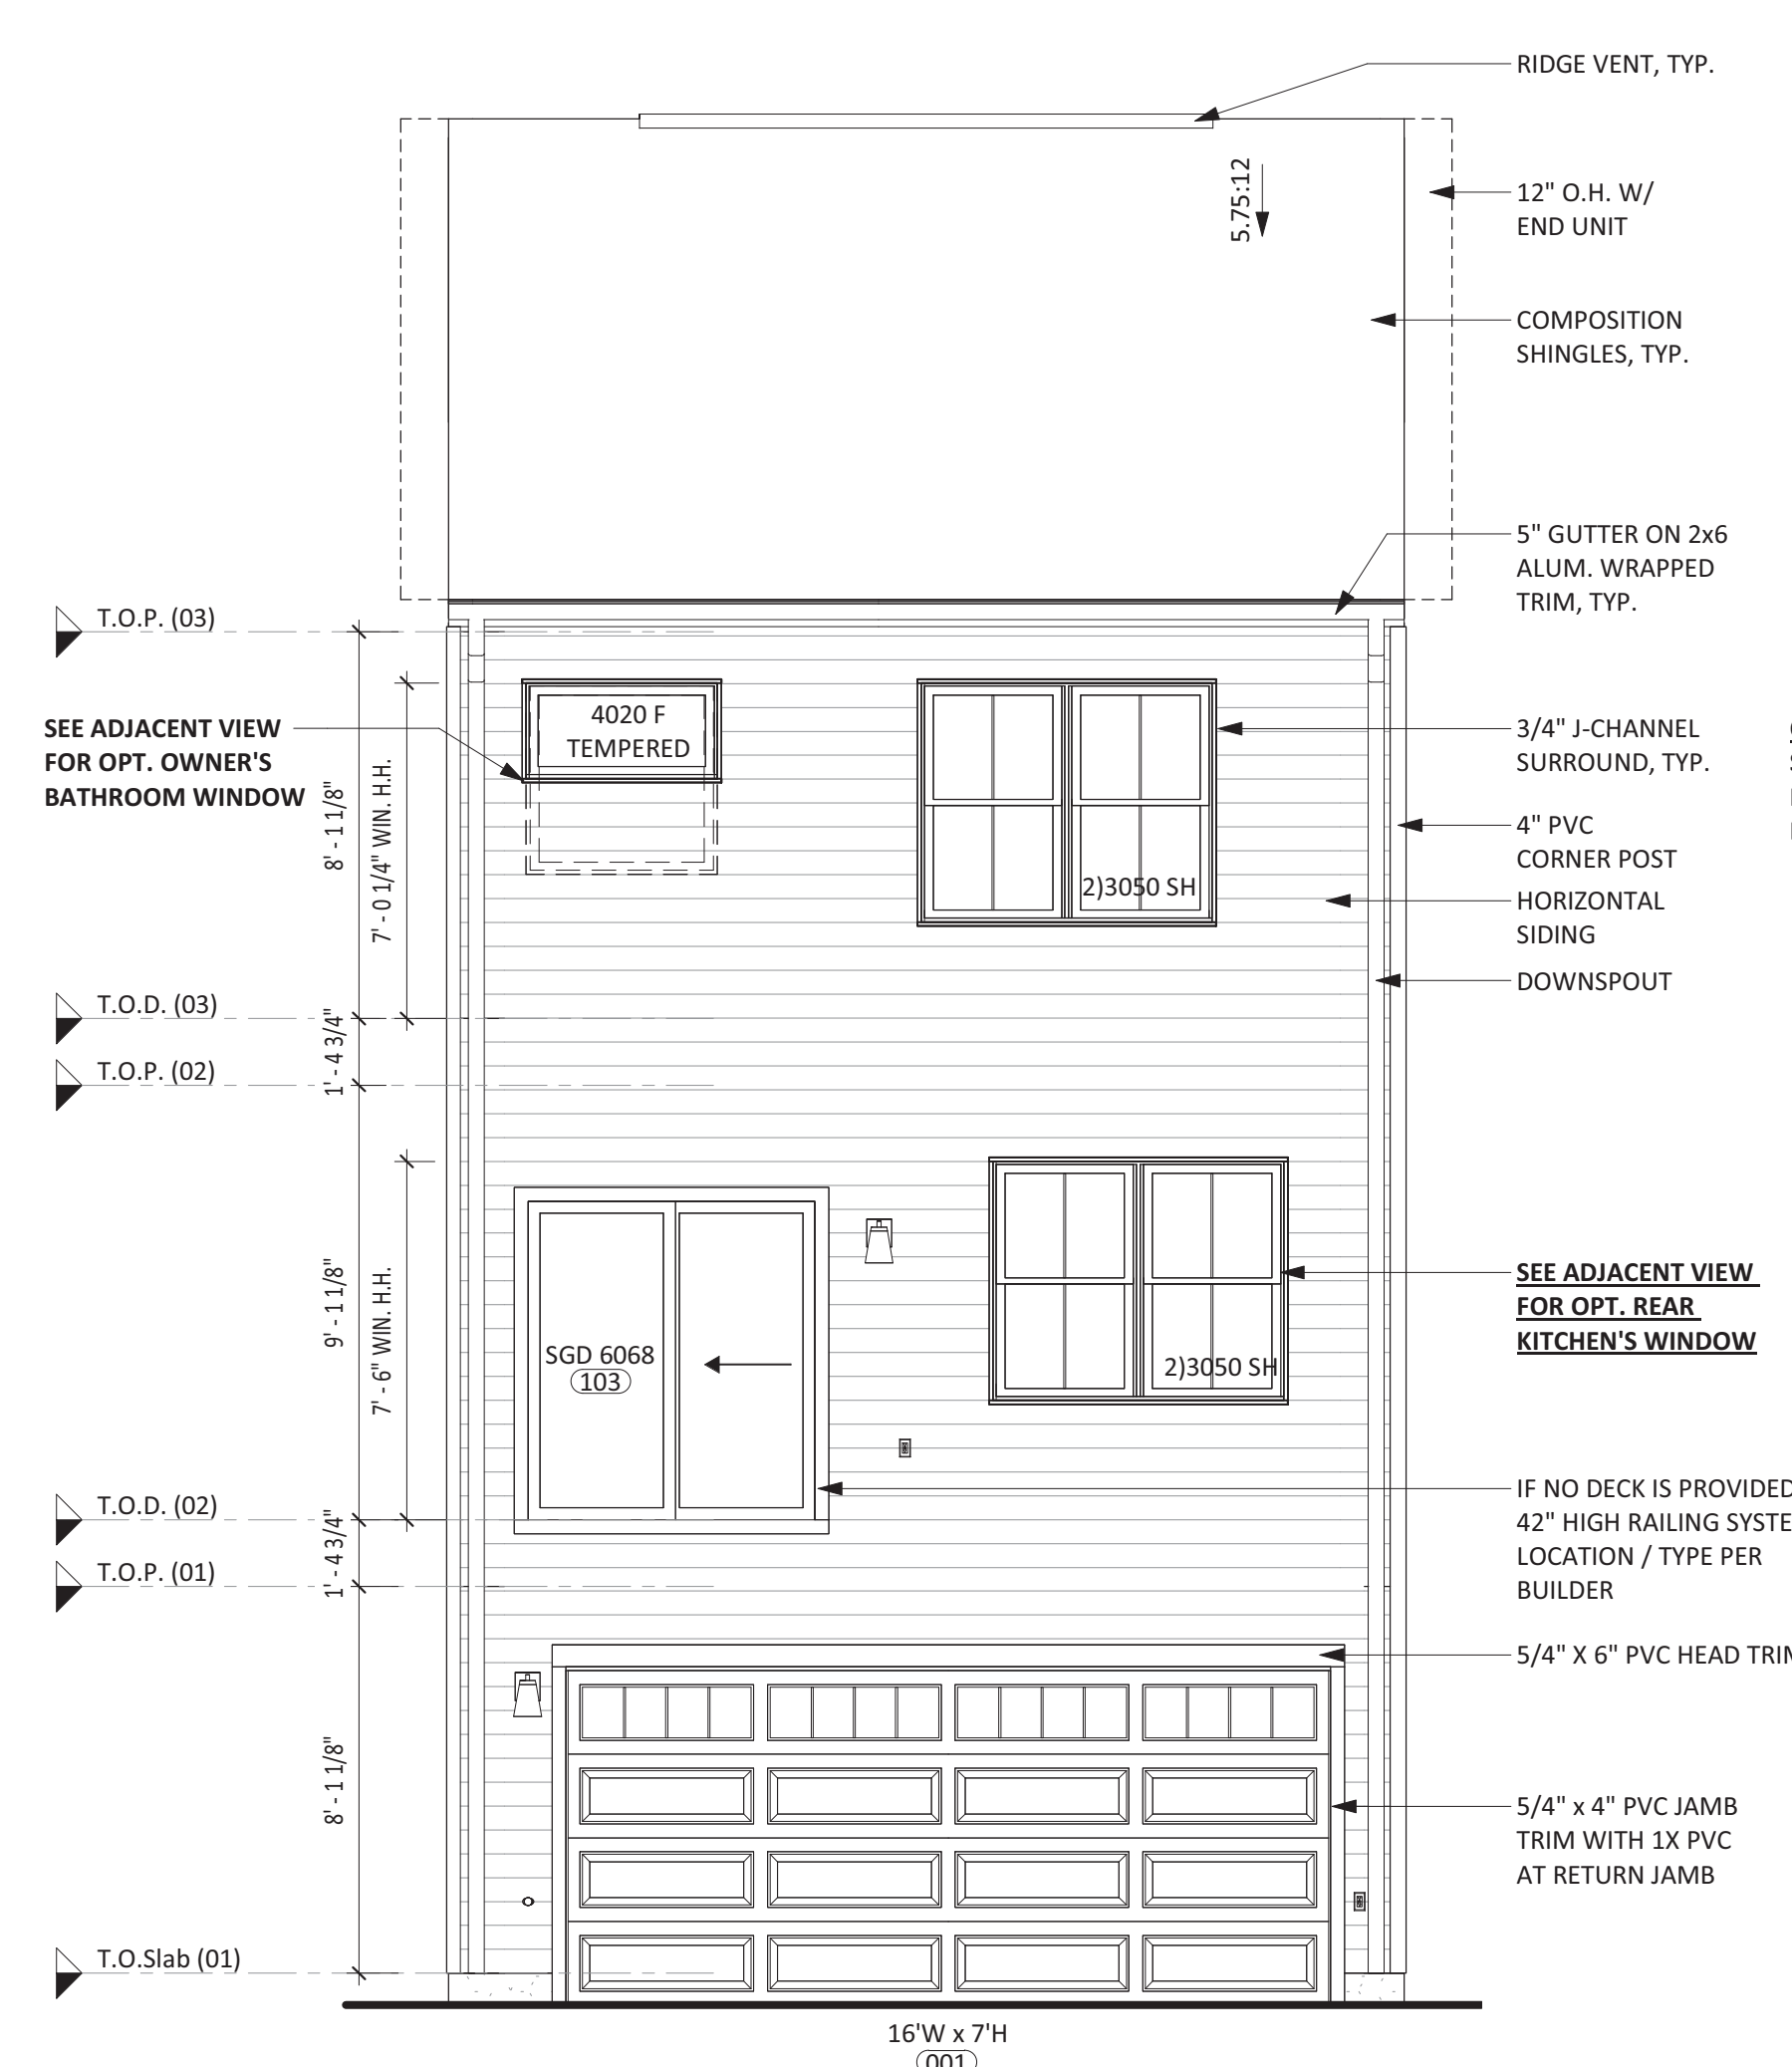 RIDGE VENT, TYP.
12" O.H. W/
END UNIT
5.75:12
COMPOSITION
SHINGLES, TYP.
5" GUTTER ON 2x6
ALUM. WRAPPED
TRIM, TYP.
T.O.P. (03)
SEE ADJACENT VIEW
FOR OPT. OWNER'S
BATHROOM WINDOW
8' - 1 1/8"
7' - 0 1/4" WIN. H.H.
4020 F
TEMPERED
2)3050 SH
3/4" J-CHANNEL
SURROUND, TYP.
4" PVC
CORNER POST
HORIZONTAL
SIDING
DOWNSPOUT
T.O.D. (03)
1' - 4 3/4"
T.O.P. (02)
9' - 1 1/8"
7' - 6" WIN. H.H.
SGD 6068
103
2)3050 SH
SEE ADJACENT VIEW
FOR OPT. REAR
KITCHEN'S WINDOW
T.O.D. (02)
1' - 4 3/4"
T.O.P. (01)
IF NO DECK IS PROVIDED
42" HIGH RAILING SYSTE
LOCATION / TYPE PER
BUILDER
5/4" X 6" PVC HEAD TRIM
8' - 1 1/8"
5/4" x 4" PVC JAMB
TRIM WITH 1X PVC
AT RETURN JAMB
T.O.Slab (01)
16'W x 7'H
001